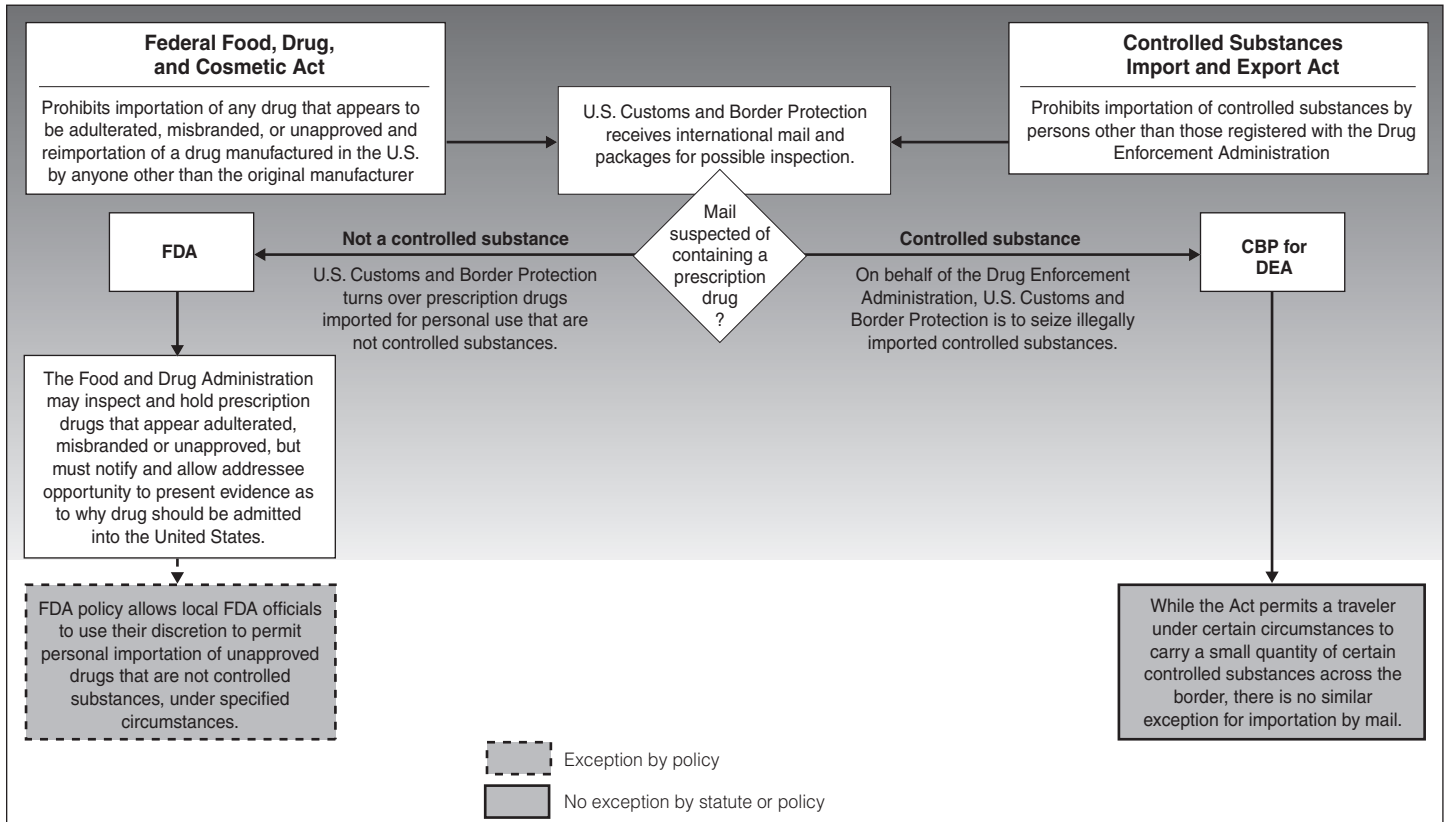 Federal Food, Drug,
and Cosmetic Act
Prohibits importation of any drug that appears to
be adulterated, misbranded, or unapproved and
reimportation of a drug manufactured in the U.S.
by anyone other than the original manufacturer
U.S. Customs and Border Protection
receives international mail and
packages for possible inspection.
Controlled Substances
Import and Export Act
Prohibits importation of controlled substances by
persons other than those registered with the Drug
Enforcement Administration
Mail
suspected of
containing a
prescription
drug
?
FDA
Not a controlled substance
U.S. Customs and Border Protection
turns over prescription drugs
imported for personal use that are
not controlled substances.
Controlled substance
On behalf of the Drug Enforcement
Administration, U.S. Customs and
Border Protection is to seize illegally
imported controlled substances.
CBP for
DEA
The Food and Drug Administration
may inspect and hold prescription
drugs that appear adulterated,
misbranded or unapproved, but
must notify and allow addressee
opportunity to present evidence as
to why drug should be admitted
into the United States.
FDA policy allows local FDA officials
to use their discretion to permit
personal importation of unapproved
drugs that are not controlled
substances, under specified
circumstances.
While the Act permits a traveler
under certain circumstances to
carry a small quantity of certain
controlled substances across the
border, there is no similar
exception for importation by mail.
Exception by policy
No exception by statute or policy